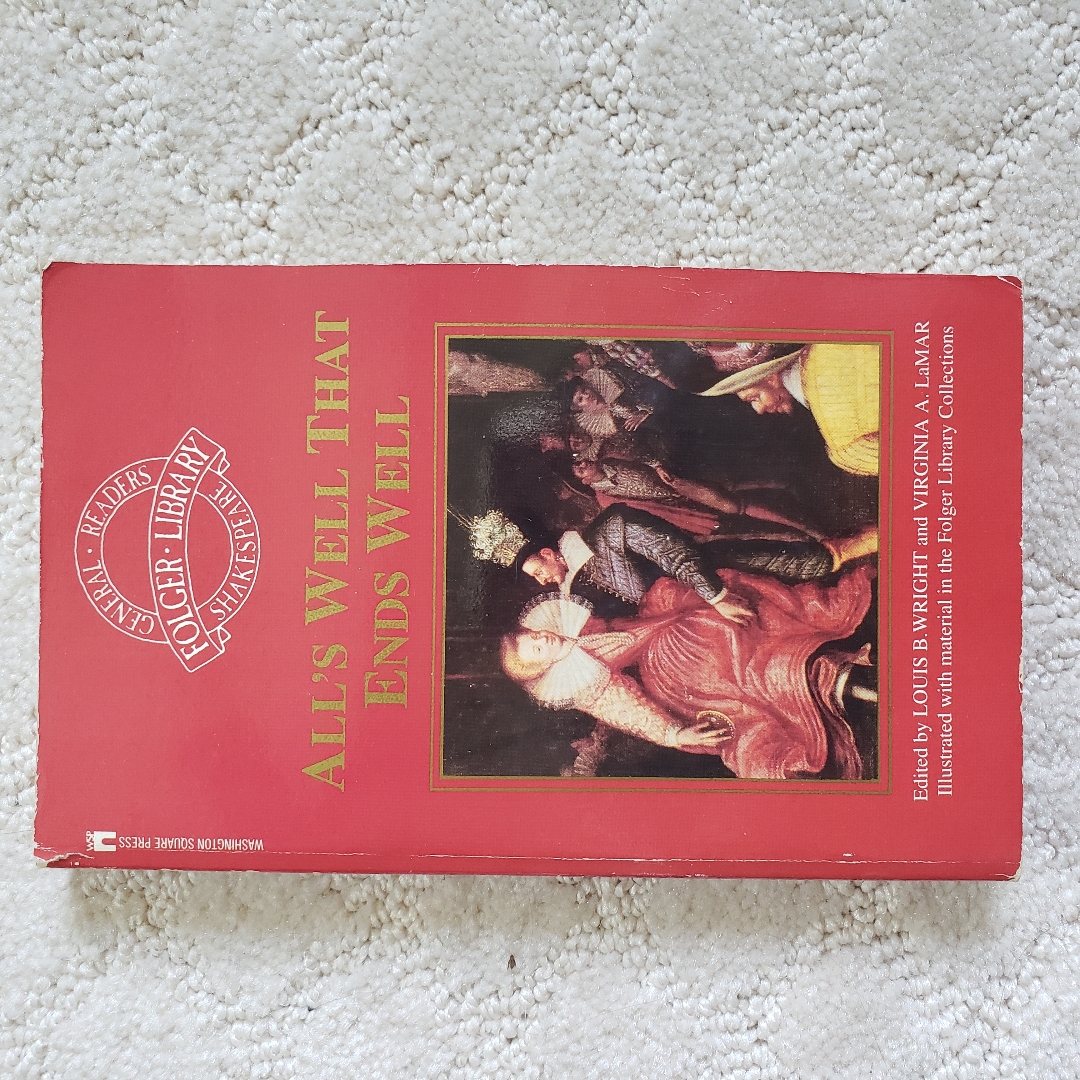 GENERAL · READERS
FOLGER · LIBRARY
SHAKESPEARE
ALL'S WELL THAT
ENDS WELL
Edited by LOUIS B. WRIGHT and VIRGINIA A. LaMAR
Illustrated with material in the Folger Library Collections
WSP
WASHINGTON SQUARE PRESS